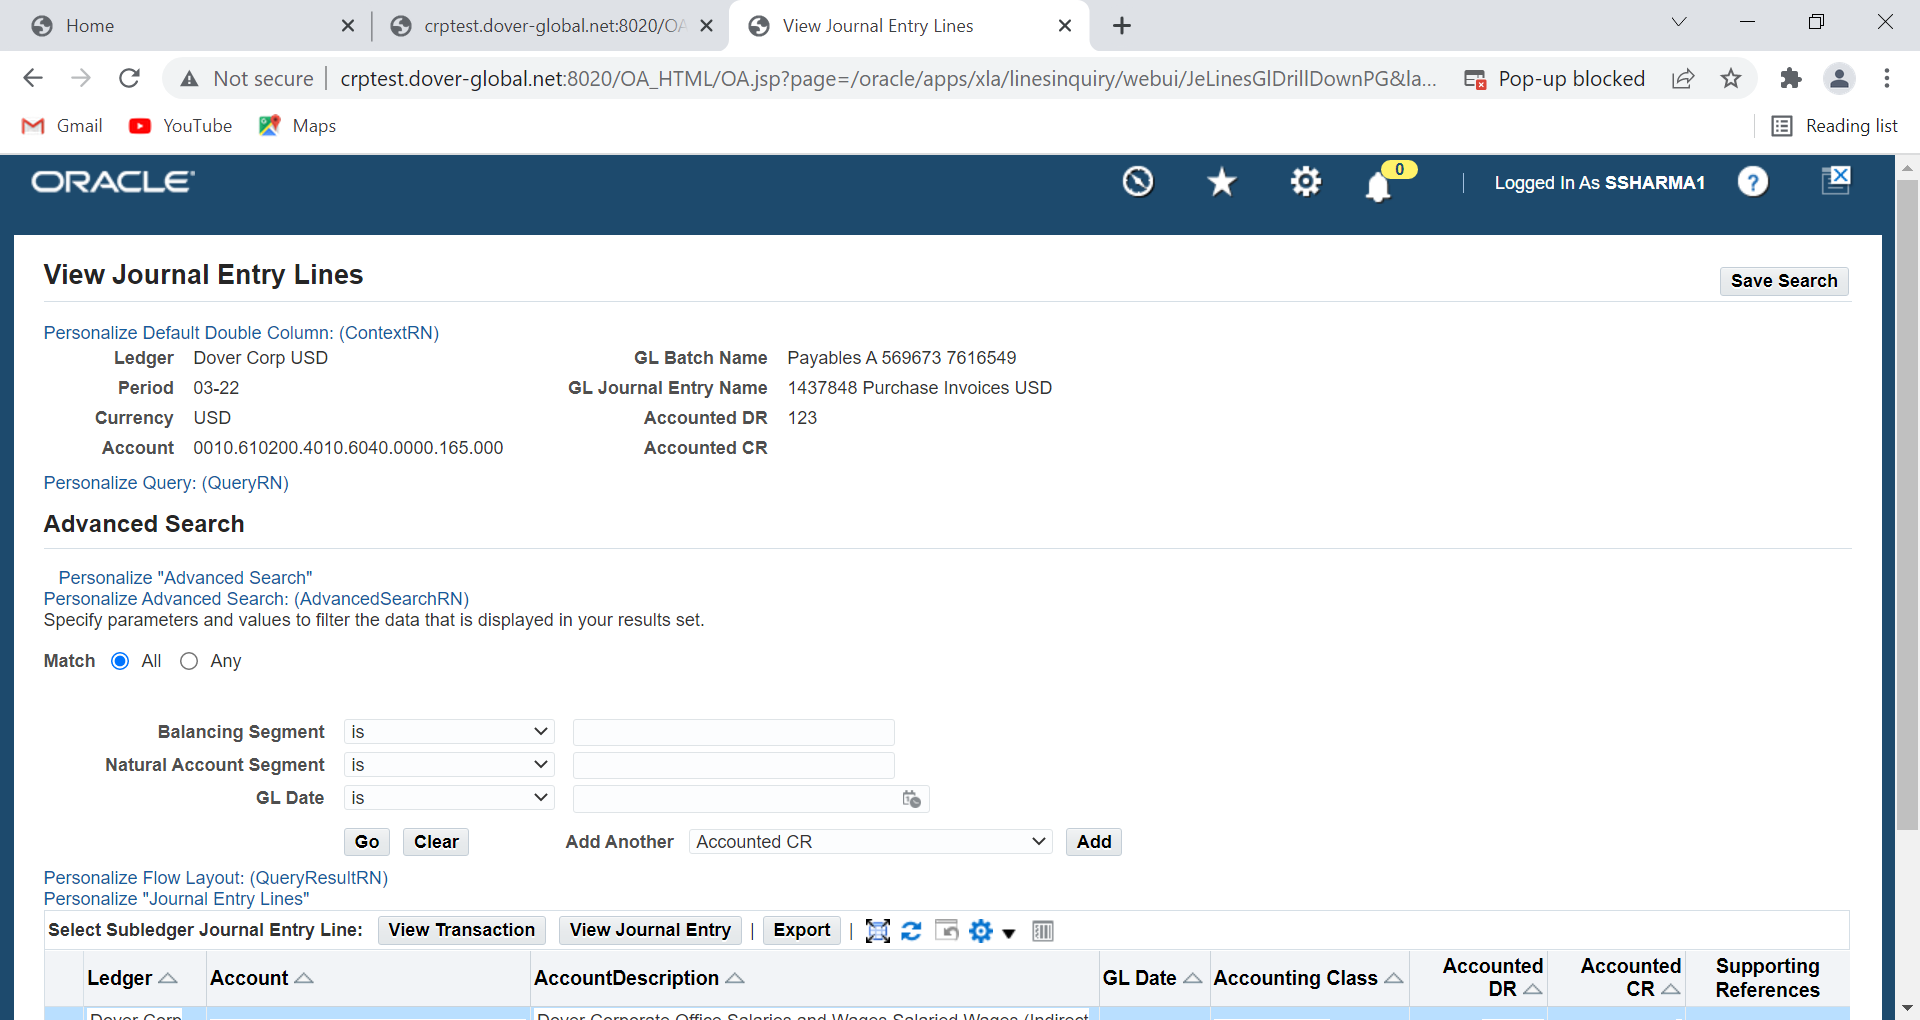 Home
crptest.dover-global.net:8020/OA
View Journal Entry Lines
Not secure
crptest.dover-global.net:8020/OA_HTML/OA.jsp?page=/oracle/apps/xla/linesinquiry/webui/JeLinesGlDrillDownPG&la...
Pop-up blocked
Gmail
YouTube
Maps
Reading list
ORACLE
0
Logged In As SSHARMA1
?
View Journal Entry Lines
Save Search
Personalize Default Double Column: (ContextRN)
Ledger Dover Corp USD
GL Batch Name Payables A 569673 7616549
Period 03-22
GL Journal Entry Name 1437848 Purchase Invoices USD
Currency USD
Accounted DR 123
Account 0010.610200.4010.6040.0000.165.000
Accounted CR
Personalize Query: (QueryRN)
Advanced Search
Personalize "Advanced Search"
Personalize Advanced Search: (AdvancedSearchRN)
Specify parameters and values to filter the data that is displayed in your results set.
Match All Any
Balancing Segment is
Natural Account Segment is
GL Date is
Go Clear Add Another Accounted CR Add
Personalize Flow Layout: (QueryResultRN)
Personalize "Journal Entry Lines"
Select Subledger Journal Entry Line: View Transaction View Journal Entry | Export |
Ledger Account AccountDescription GL Date Accounting Class Accounted DR Accounted CR Supporting References
Dover Corp Dover Corporate Office Salaries and Wages Salaried Wages (Indirect